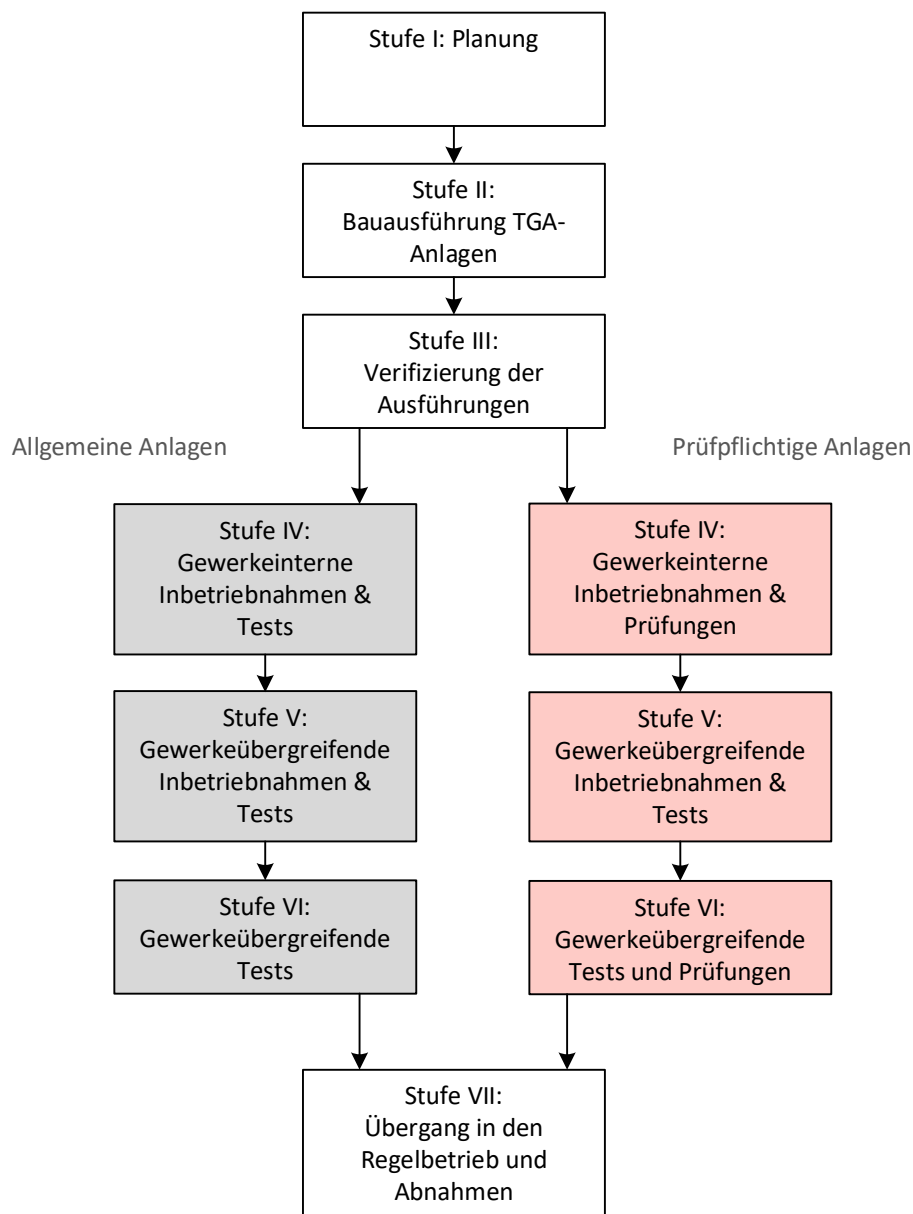 Stufe I: Planung
Stufe II:
Bauausführung TGA-
Anlagen
Stufe III:
Verifizierung der
Ausführungen
Allgemeine Anlagen
Prüfpflichtige Anlagen
Stufe IV:
Gewerkeinterne
Inbetriebnahmen &
Tests
Stufe IV:
Gewerkeinterne
Inbetriebnahmen &
Prüfungen
Stufe V:
Gewerkeübergreifende
Inbetriebnahmen &
Tests
Stufe V:
Gewerkeübergreifende
Inbetriebnahmen &
Tests
Stufe VI:
Gewerkeübergreifende
Tests
Stufe VI:
Gewerkeübergreifende
Tests und Prüfungen
Stufe VII:
Übergang in den
Regelbetrieb und
Abnahmen